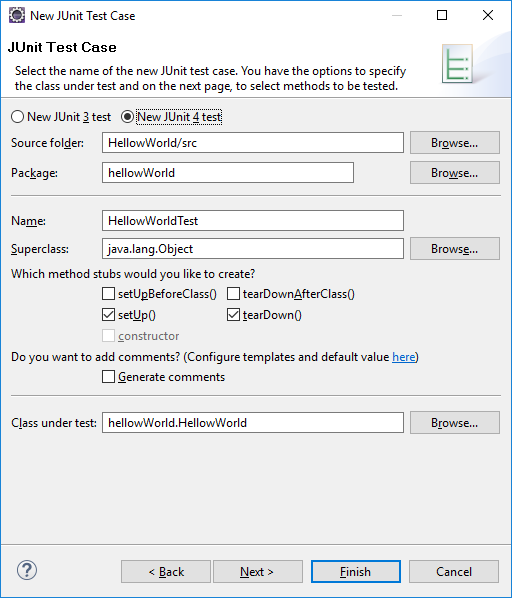 New JUnit Test Case
JUnit Test Case
Select the name of the new JUnit test case. You have the options to specify
the class under test and on the next page, to select methods to be tested.
New JUnit 3 test New JUnit 4 test
Source folder: HellowWorld/src Browse...
Package: hellowWorld Browse...
Name: HellowWorldTest
Superclass: java.lang.Object Browse...
Which method stubs would you like to create?
setUpBeforeClass() tearDownAfterClass()
setUp() tearDown()
constructor
Do you want to add comments? (Configure templates and default value here)
Generate comments
Class under test: hellowWorld.HellowWorld Browse...
? < Back Next > Finish Cancel